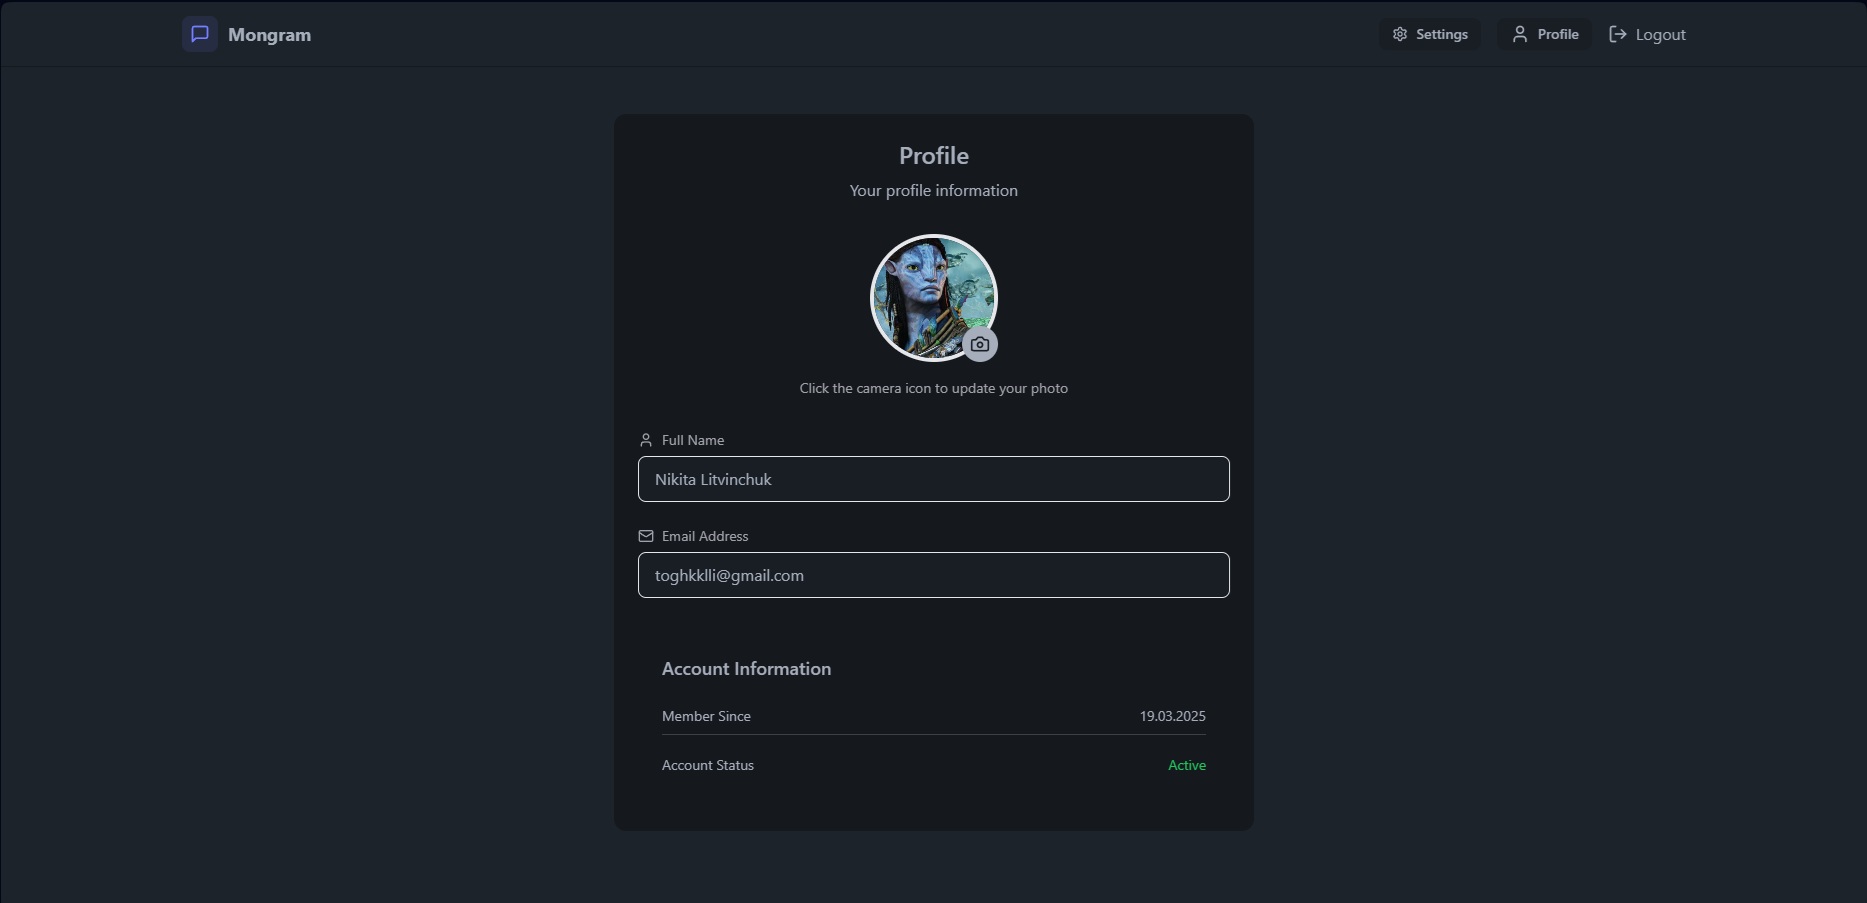 Mongram
Settings
Profile
Logout
Profile
Your profile information
Click the camera icon to update your photo
Full Name
Nikita Litvinchuk
Email Address
toghkklli@gmail.com
Account Information
Member Since 19.03.2025
Account Status Active